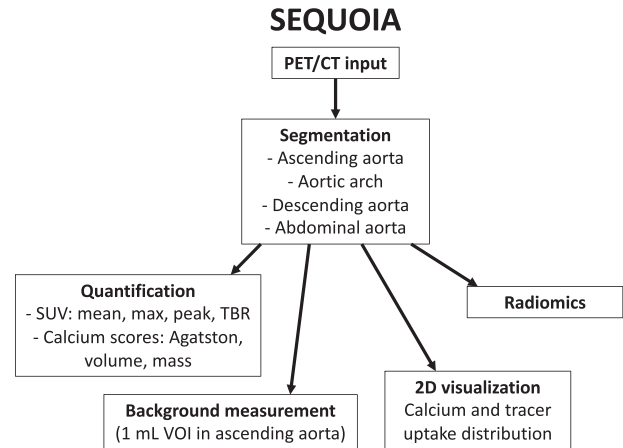 SEQUOIA
PET/CT input
Segmentation
- Ascending aorta
- Aortic arch
- Descending aorta
- Abdominal aorta
Quantification
- SUV: mean, max, peak, TBR
- Calcium scores: Agatston,
volume, mass
Radiomics
Background measurement
(1 mL VOI in ascending aorta)
2D visualization
Calcium and tracer
uptake distribution